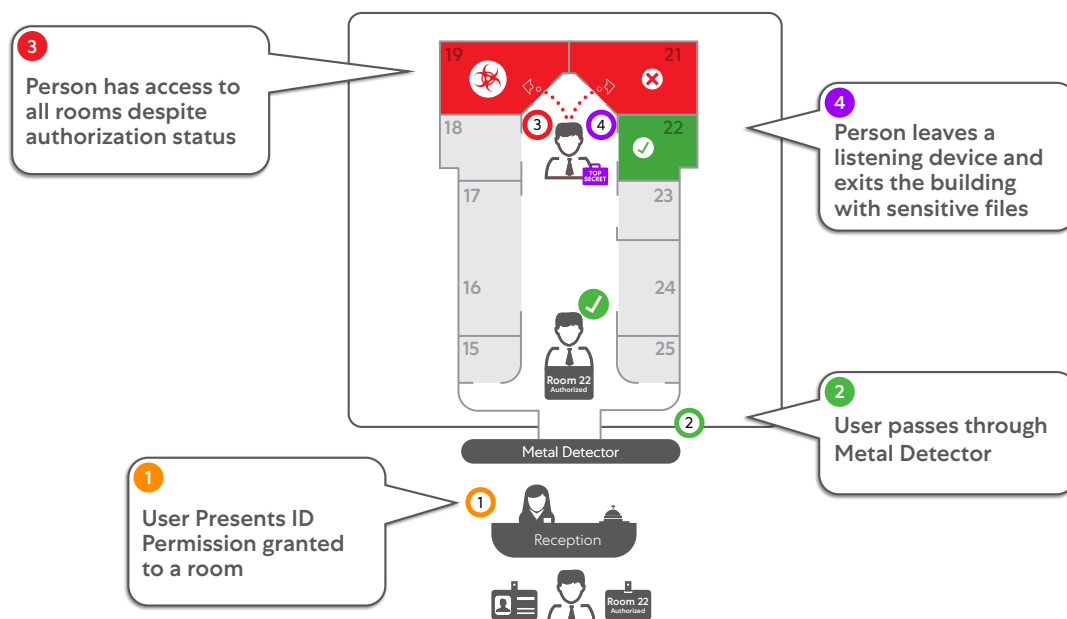 3
Person has access to
all rooms despite
authorization status
19
21
18
22
3
4
TOP
SECRET
4
Person leaves a
listening device and
exits the building
with sensitive files
17
23
16
24
15
25
Room 22
Authorized
2
2
User passes through
Metal Detector
Metal Detector
1
User Presents ID
Permission granted
to a room
1
Reception
Room 22
Authorized